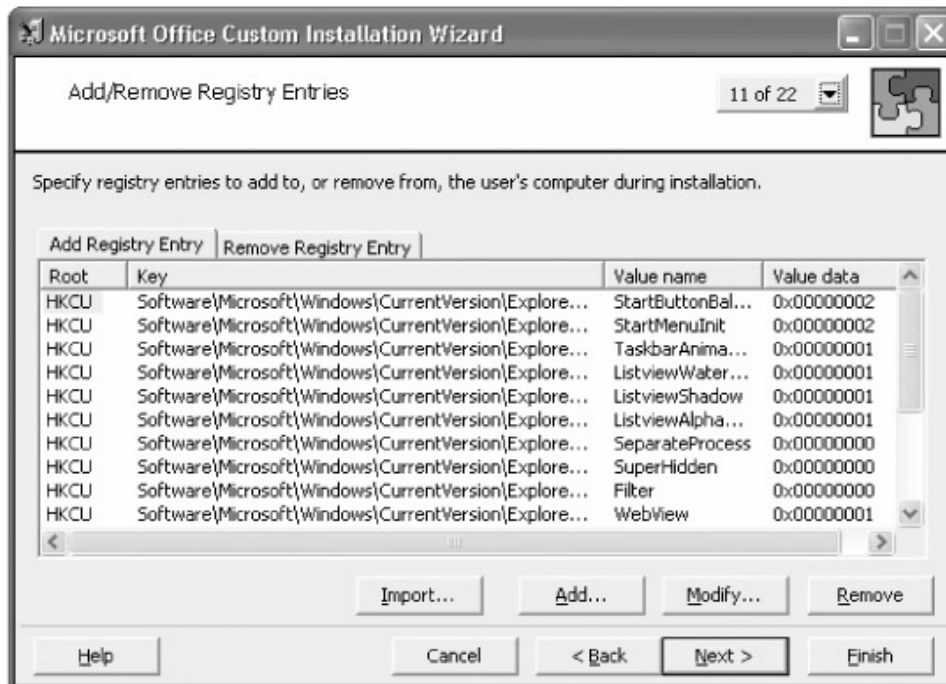 Microsoft Office Custom Installation Wizard
Add/Remove Registry Entries
11 of 22
Specify registry entries to add to, or remove from, the user's computer during installation.
Add Registry Entry Remove Registry Entry
Root Key Value name Value data
HKCU Software\Microsoft\Windows\CurrentVersion\Explore... StartButtonBal... 0x00000002
HKCU Software\Microsoft\Windows\CurrentVersion\Explore... StartMenuInit 0x00000002
HKCU Software\Microsoft\Windows\CurrentVersion\Explore... TaskbarAnima... 0x00000001
HKCU Software\Microsoft\Windows\CurrentVersion\Explore... ListviewWater... 0x00000001
HKCU Software\Microsoft\Windows\CurrentVersion\Explore... ListviewShadow 0x00000001
HKCU Software\Microsoft\Windows\CurrentVersion\Explore... ListviewAlpha... 0x00000001
HKCU Software\Microsoft\Windows\CurrentVersion\Explore... SeparateProcess 0x00000000
HKCU Software\Microsoft\Windows\CurrentVersion\Explore... SuperHidden 0x00000000
HKCU Software\Microsoft\Windows\CurrentVersion\Explore... Filter 0x00000000
HKCU Software\Microsoft\Windows\CurrentVersion\Explore... WebView 0x00000001
Import... Add... Modify... Remove
Help Cancel < Back Next > Finish